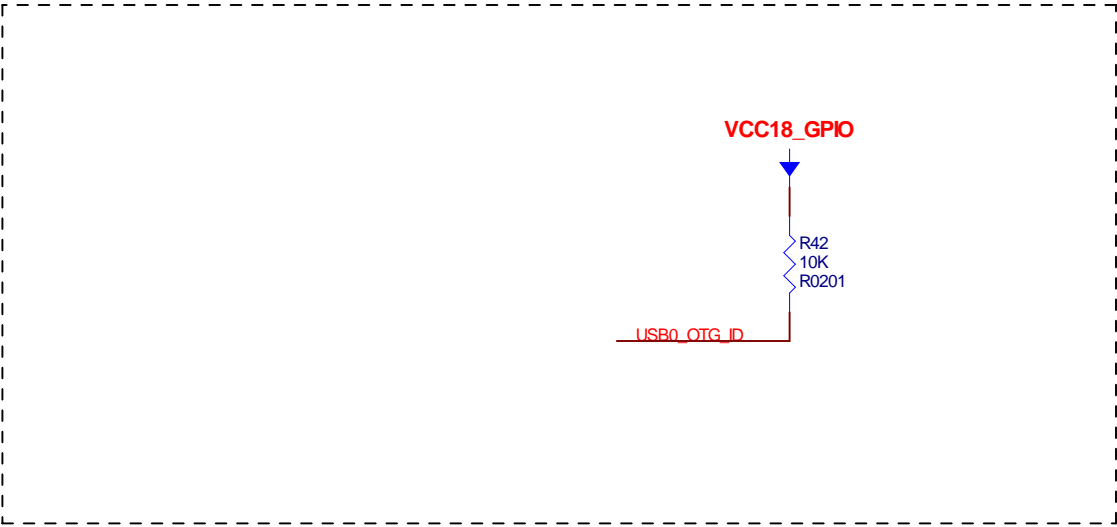 VCC18_GPIO
R42
10K
R0201
USB0_OTG_ID